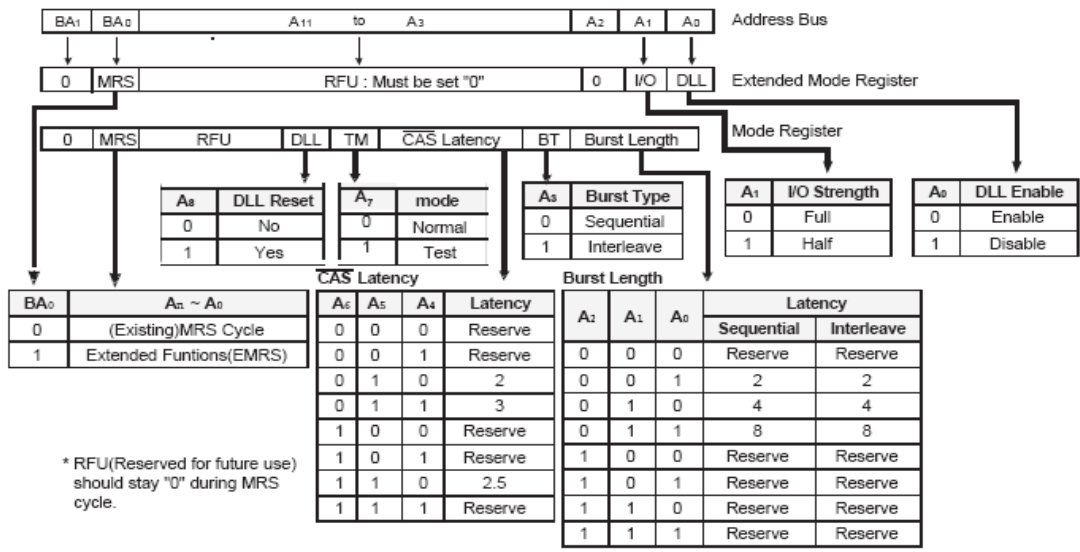 BA1 BA0 A11 to A3 A2 A1 A0 Address Bus
0 MRS RFU : Must be set "0" 0 I/O DLL Extended Mode Register
0 MRS RFU DLL TM CAS Latency BT Burst Length Mode Register
A8 DLL Reset
0 No
1 Yes
A7 mode
0 Normal
1 Test
A3 Burst Type
0 Sequential
1 Interleave
A1 I/O Strength
0 Full
1 Half
A0 DLL Enable
0 Enable
1 Disable
BA0 An ~ A0
0 (Existing)MRS Cycle
1 Extended Funtions(EMRS)
* RFU(Reserved for future use)
should stay "0" during MRS
cycle.
CAS Latency
A6 A5 A4 Latency
0 0 0 Reserve
0 0 1 Reserve
0 1 0 2
0 1 1 3
1 0 0 Reserve
1 0 1 Reserve
1 1 0 2.5
1 1 1 Reserve
Burst Length
A2 A1 A0 Latency
Sequential Interleave
0 0 0 Reserve Reserve
0 0 1 2 2
0 1 0 4 4
0 1 1 8 8
1 0 0 Reserve Reserve
1 0 1 Reserve Reserve
1 1 0 Reserve Reserve
1 1 1 Reserve Reserve